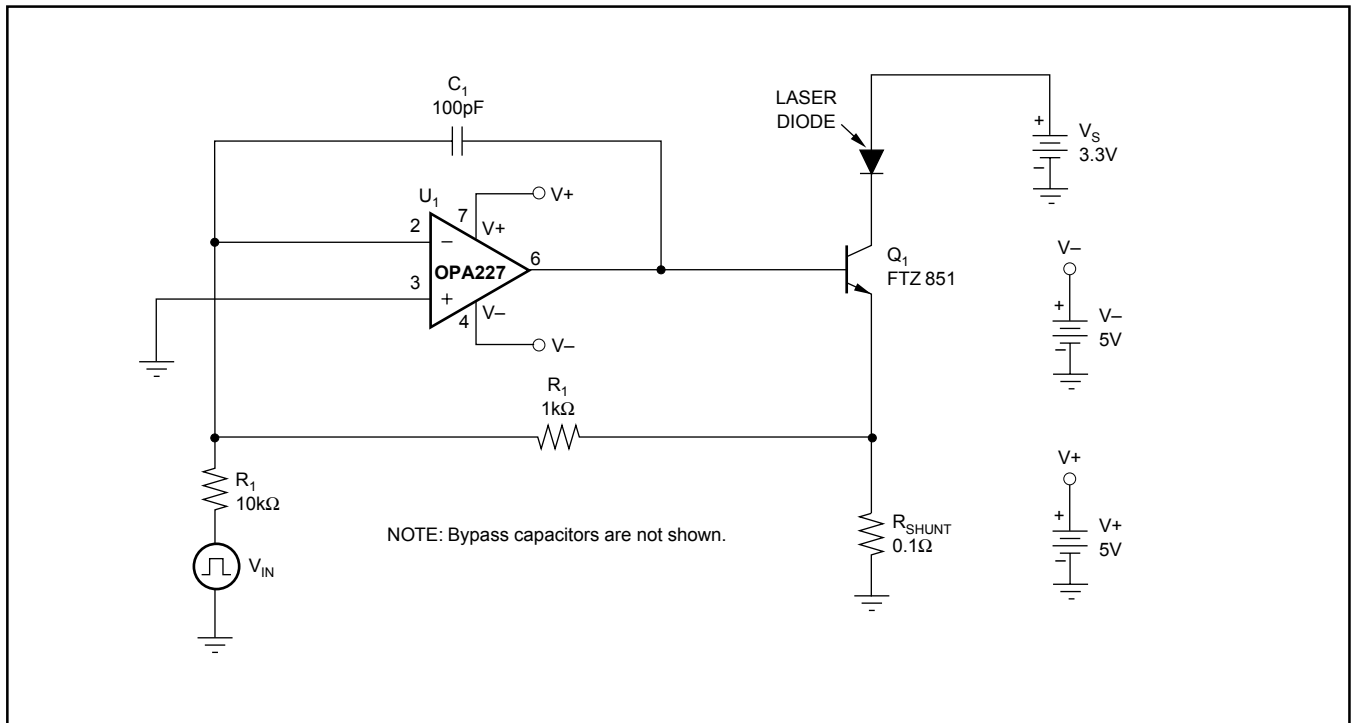 C1
100pF
LASER
DIODE
VS
3.3V
+
–
U1
V+
7
V+
2
–
OPA227
6
3
+
V–
4
V–
Q1
FTZ 851
V–
+
–
V–
5V
R1
1kΩ
R1
10kΩ
VIN
NOTE: Bypass capacitors are not shown.
RSHUNT
0.1Ω
V+
+
–
V+
5V